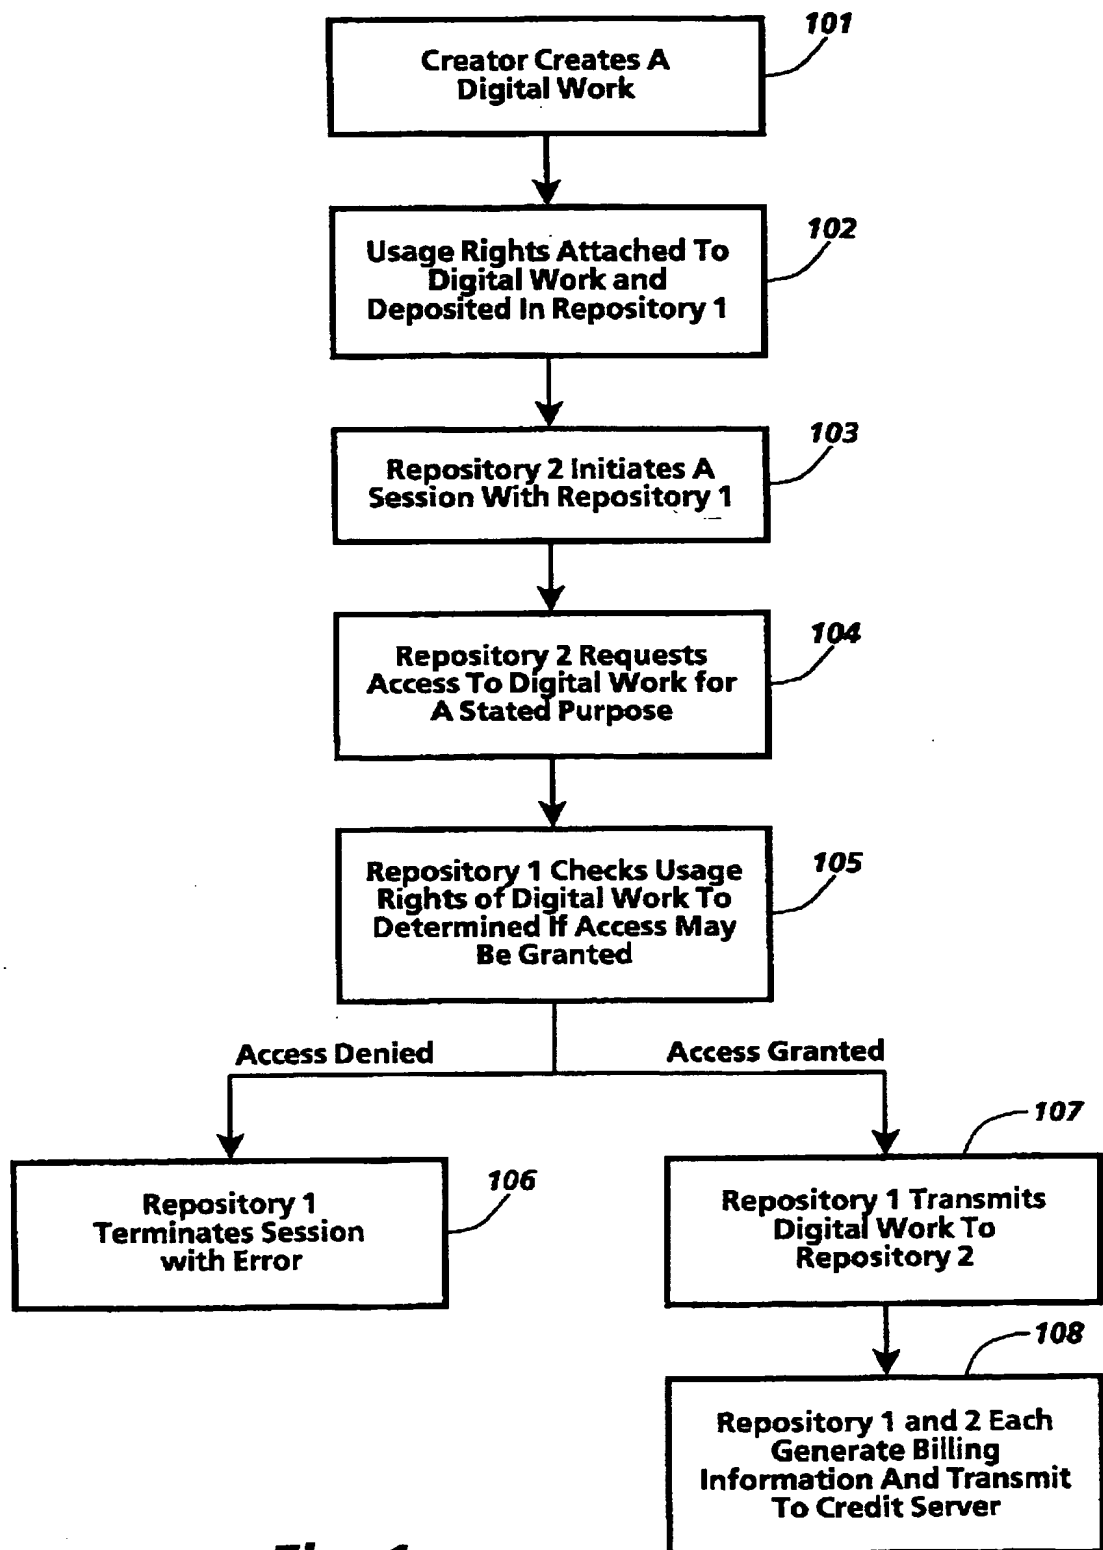 101
Creator Creates A
Digital Work
102
Usage Rights Attached To
Digital Work and
Deposited In Repository 1
103
Repository 2 Initiates A
Session With Repository 1
104
Repository 2 Requests
Access To Digital Work for
A Stated Purpose
105
Repository 1 Checks Usage
Rights of Digital Work To
Determined If Access May
Be Granted
Access Denied
Access Granted
106
Repository 1
Terminates Session
with Error
107
Repository 1 Transmits
Digital Work To
Repository 2
108
Repository 1 and 2 Each
Generate Billing
Information And Transmit
To Credit Server